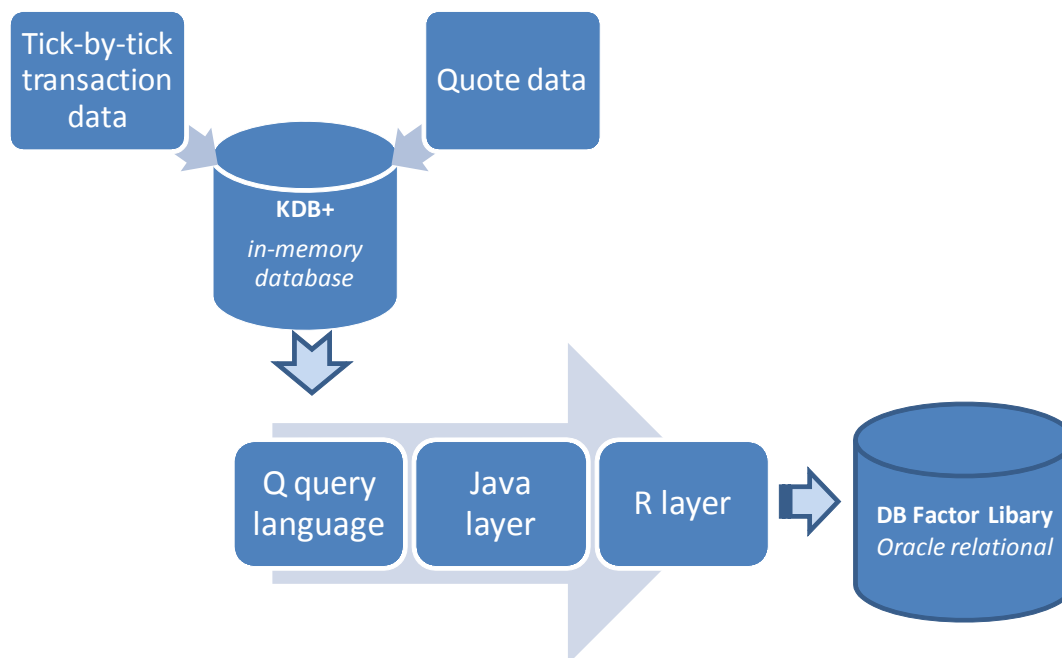 Tick-by-tick
transaction
data
Quote data
KDB+
in-memory
database
Q query
language
Java
layer
R layer
DB Factor Libary
Oracle relational